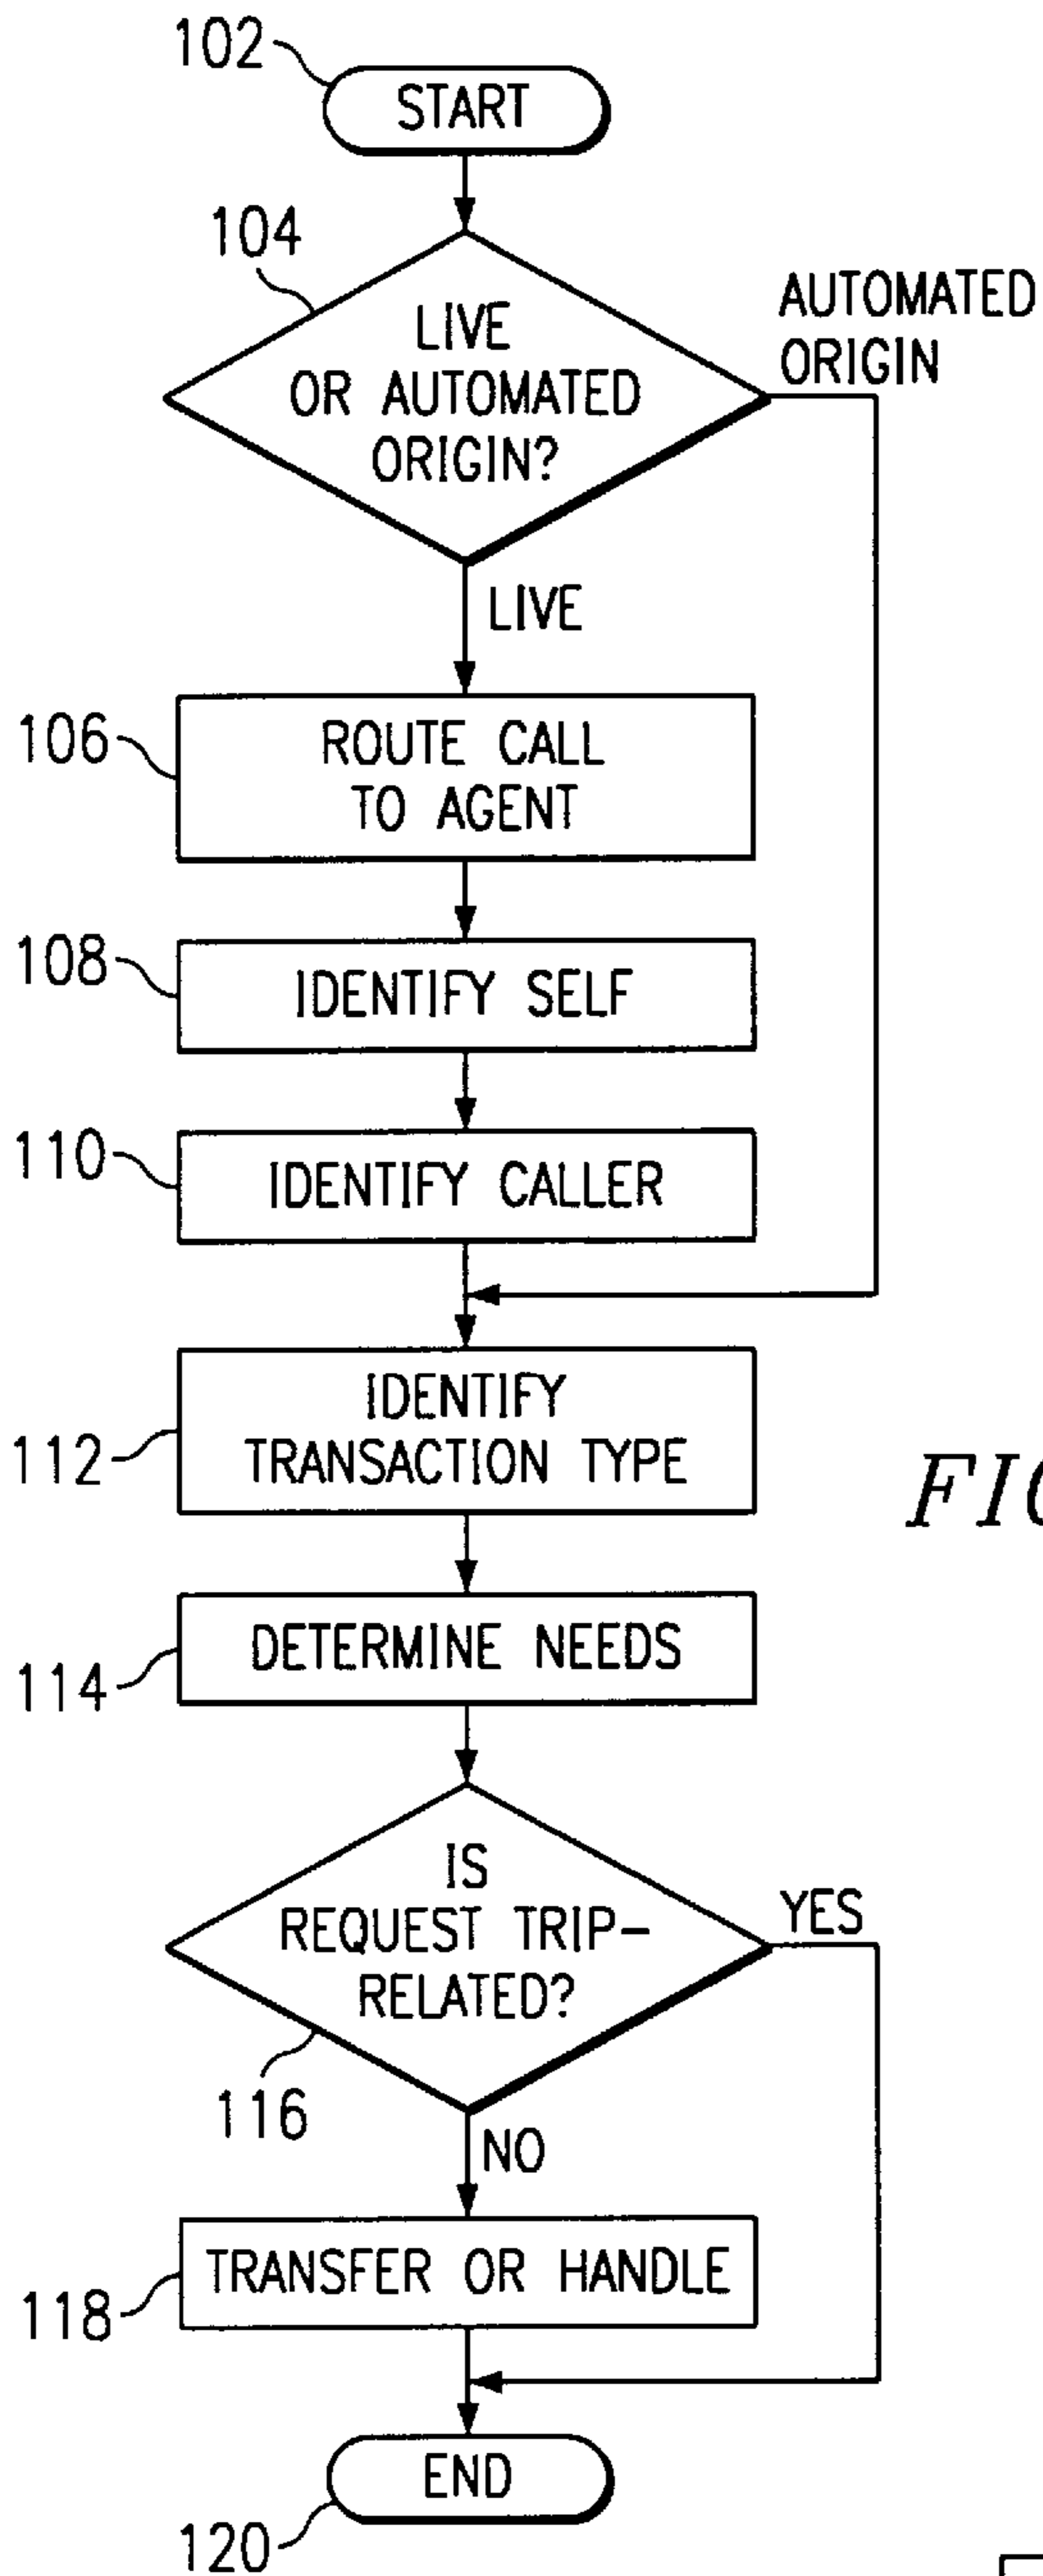 102
START
104
LIVE
OR AUTOMATED
ORIGIN?
AUTOMATED
ORIGIN
LIVE
106
ROUTE CALL
TO AGENT
108
IDENTIFY SELF
110
IDENTIFY CALLER
112
IDENTIFY
TRANSACTION TYPE
114
DETERMINE NEEDS
116
IS
REQUEST TRIP-
RELATED?
YES
NO
118
TRANSFER OR HANDLE
END
120